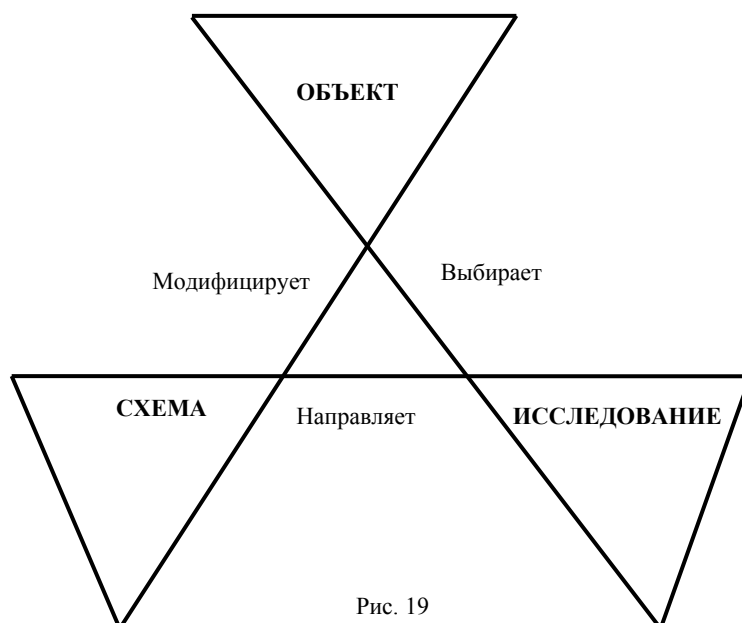 ОБЪЕКТ
Модифицирует
Выбирает
СХЕМА
Направляет
ИССЛЕДОВАНИЕ
Рис. 19